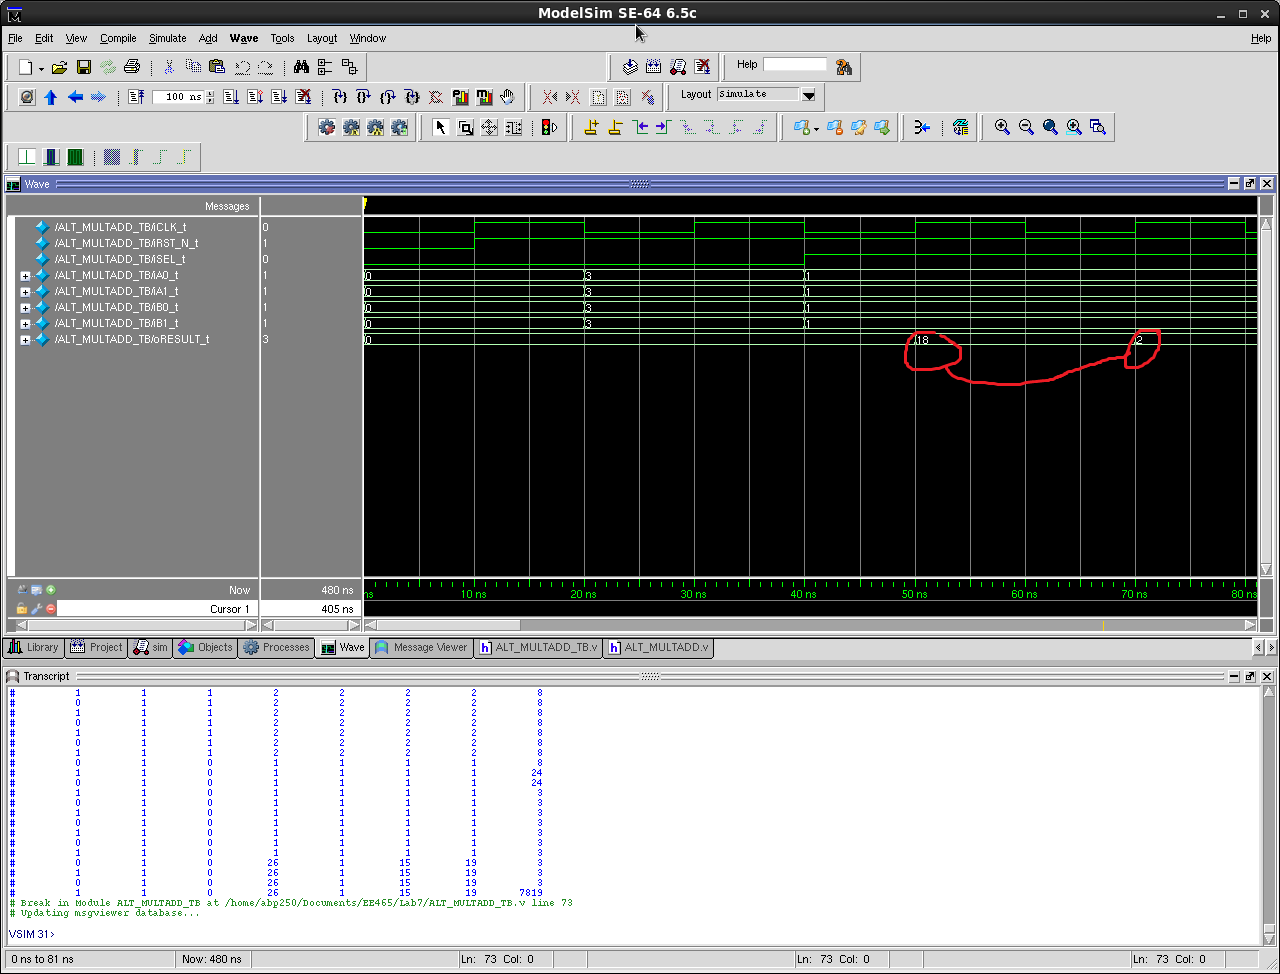 ModelSim SE-64 6.5c
File Edit View Compile Simulate Add Wave Tools Layout Window Help
Help
100 ns
Layout Simulate
Wave
Messages
/ALT_MULTADD_TB/iCLK_t 0
/ALT_MULTADD_TB/iRST_N_t 1
/ALT_MULTADD_TB/iSEL_t 0
/ALT_MULTADD_TB/iA0_t 1 0 3 1
/ALT_MULTADD_TB/iA1_t 1 0 3 1
/ALT_MULTADD_TB/iB0_t 1 0 3 1
/ALT_MULTADD_TB/iB1_t 1 0 3 1
/ALT_MULTADD_TB/oRESULT_t 3 0 18 2
Now 480 ns
ns 10 ns 20 ns 30 ns 40 ns 50 ns 60 ns 70 ns 80 ns
Cursor 1 405 ns
Library Project sim Objects Processes Wave Message Viewer ALT_MULTADD_TB.v ALT_MULTADD.v
Transcript
# 1 1 1 2 2 2 2 8
# 0 1 1 2 2 2 2 8
# 1 1 1 2 2 2 2 8
# 0 1 1 2 2 2 2 8
# 1 1 1 2 2 2 2 8
# 0 1 1 2 2 2 2 8
# 1 1 1 2 2 2 2 8
# 0 1 0 1 1 1 1 8
# 1 1 0 1 1 1 1 24
# 0 1 0 1 1 1 1 24
# 1 1 0 1 1 1 1 3
# 0 1 0 1 1 1 1 3
# 1 1 0 1 1 1 1 3
# 0 1 0 1 1 1 1 3
# 1 1 0 1 1 1 1 3
# 0 1 0 1 1 1 1 3
# 1 1 0 1 1 1 1 3
# 0 1 0 26 1 15 19 3
# 1 1 0 26 1 15 19 3
# 0 1 0 26 1 15 19 3
# 1 1 0 26 1 15 19 7819
# Break in Module ALT_MULTADD_TB at /home/abp250/Documents/EE465/Lab7/ALT_MULTADD_TB.v line 73
# Updating msgviewer database...
VSIM 31>
0 ns to 81 ns Now: 480 ns Ln: 73 Col: 0 Ln: 73 Col: 0 Ln: 73 Col: 0